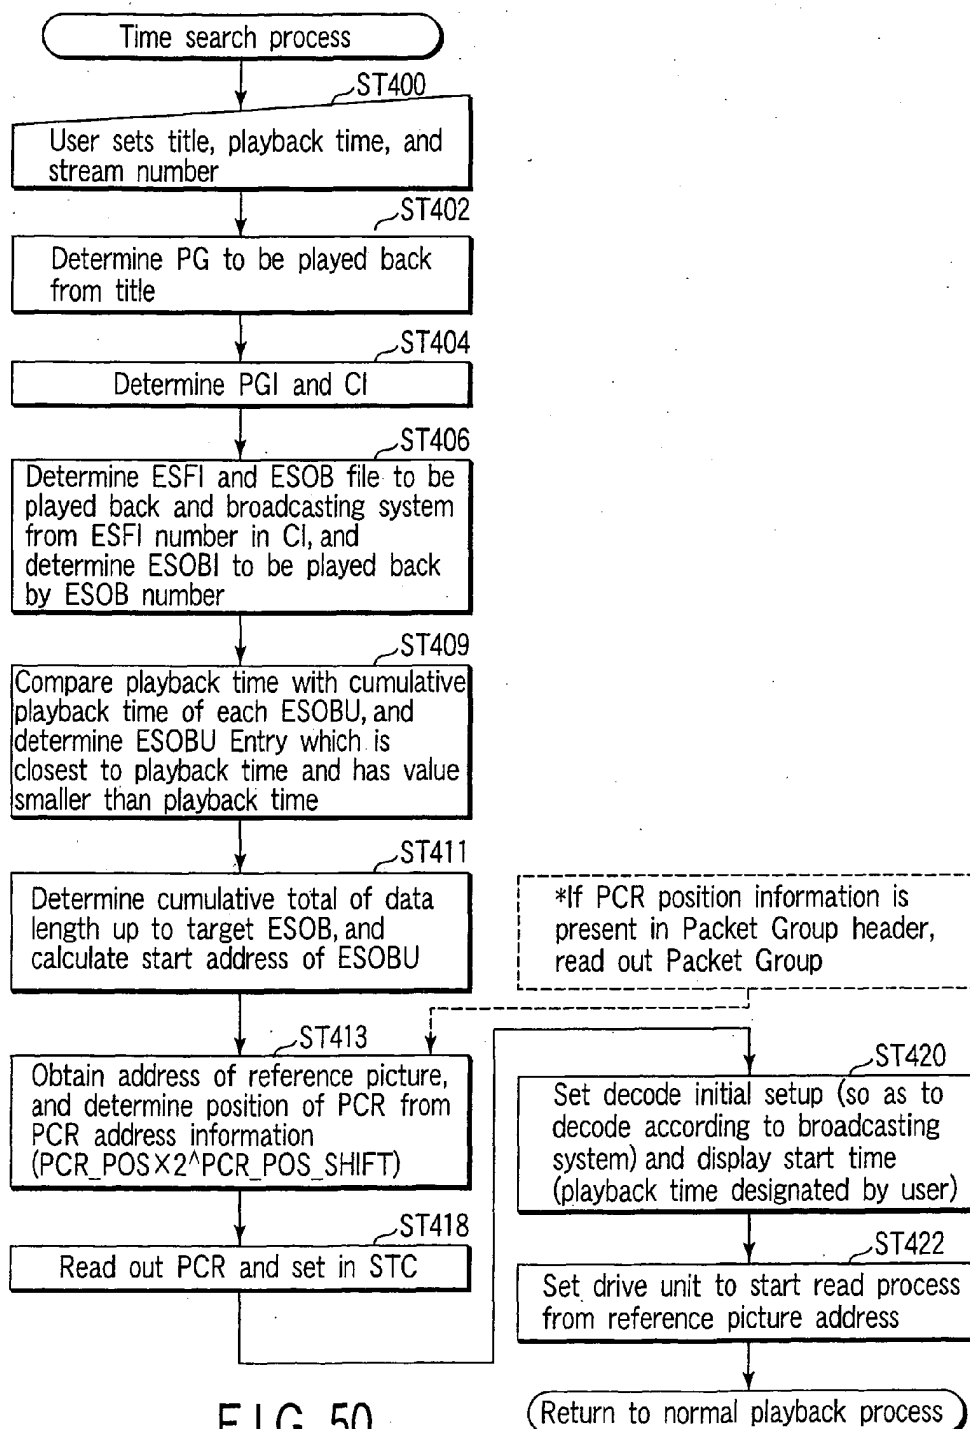 Time search process
ST400
User sets title, playback time, and
stream number
ST402
Determine PG to be played back
from title
ST404
Determine PGI and CI
ST406
Determine ESFI and ESOB file to be
played back and broadcasting system
from ESFI number in CI, and
determine ESOBI to be played back
by ESOB number
ST409
Compare playback time with cumulative
playback time of each ESOBU, and
determine ESOBU Entry which is
closest to playback time and has value
smaller than playback time
ST411
Determine cumulative total of data
length up to target ESOB, and
calculate start address of ESOBU
*If PCR position information is
present in Packet Group header,
read out Packet Group
ST413
Obtain address of reference picture,
and determine position of PCR from
PCR address information
(PCR_POS×2^PCR_POS_SHIFT)
ST418
Read out PCR and set in STC
ST420
Set decode initial setup (so as to
decode according to broadcasting
system) and display start time
(playback time designated by user)
ST422
Set drive unit to start read process
from reference picture address
Return to normal playback process
FIG. 50